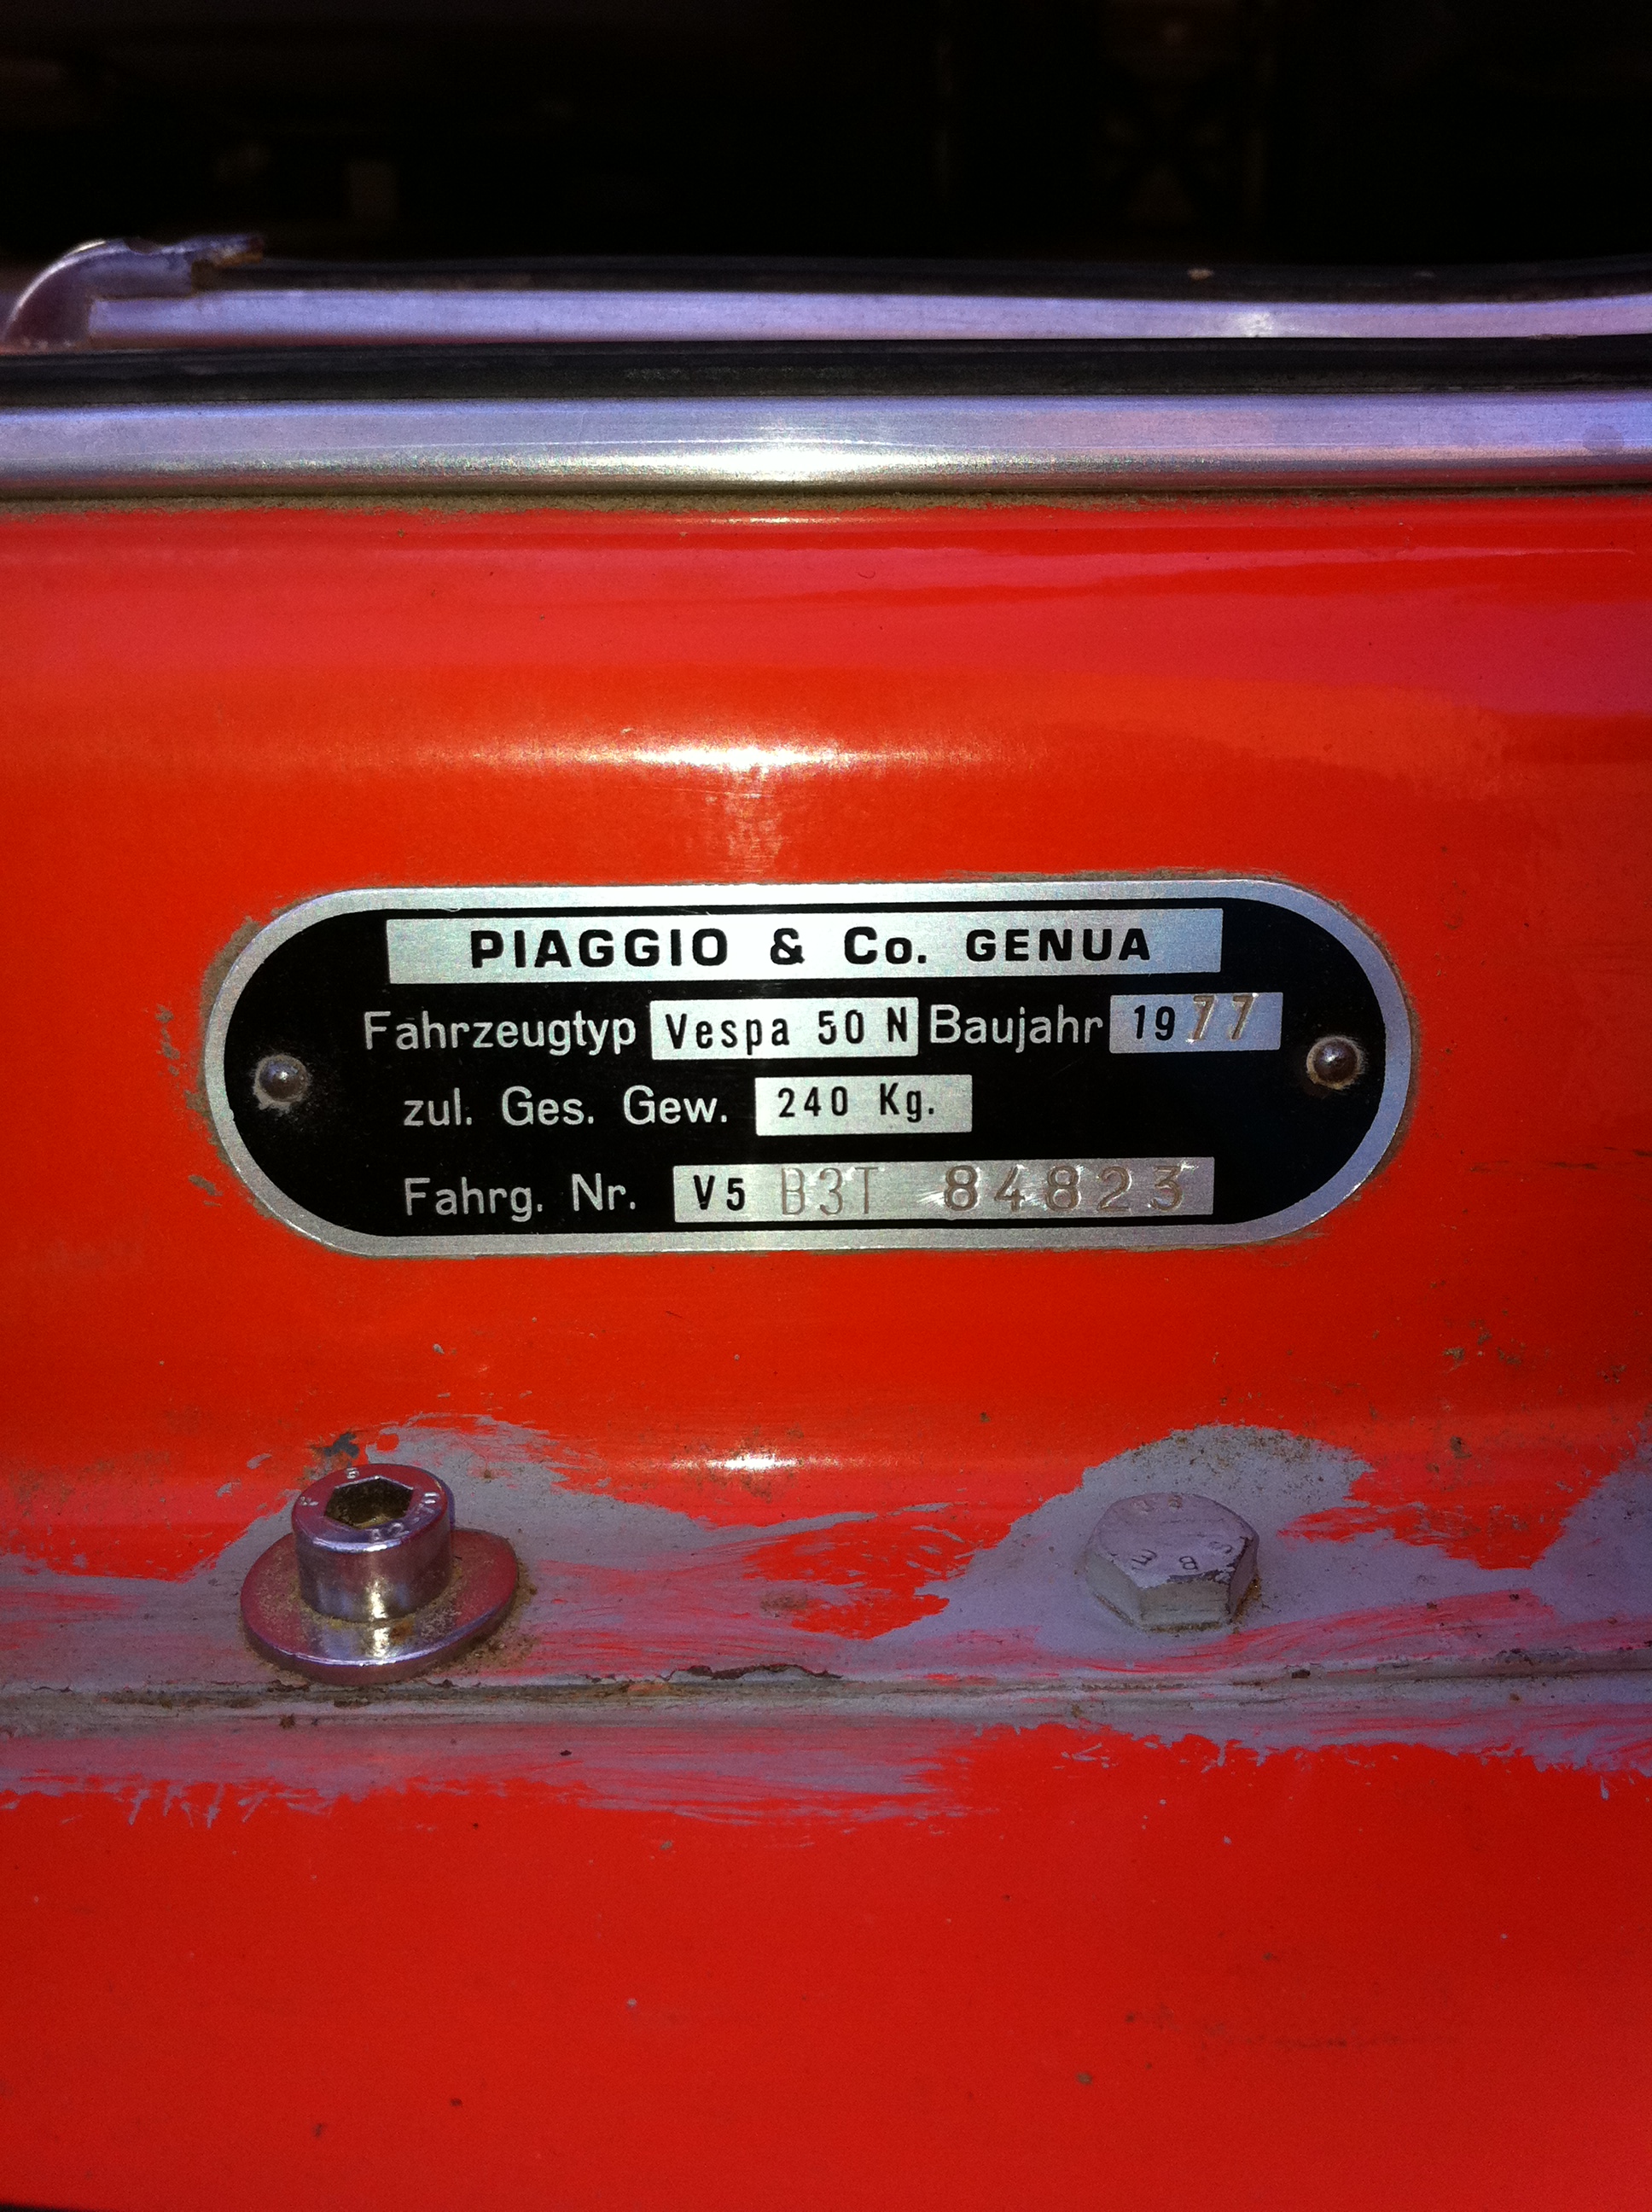 PIAGGIO & Co. GENUA
Fahrzeugtyp Vespa 50 N Baujahr 1977
zul. Ges. Gew. 240 Kg.
Fahrg. Nr. V5 B3T 84823